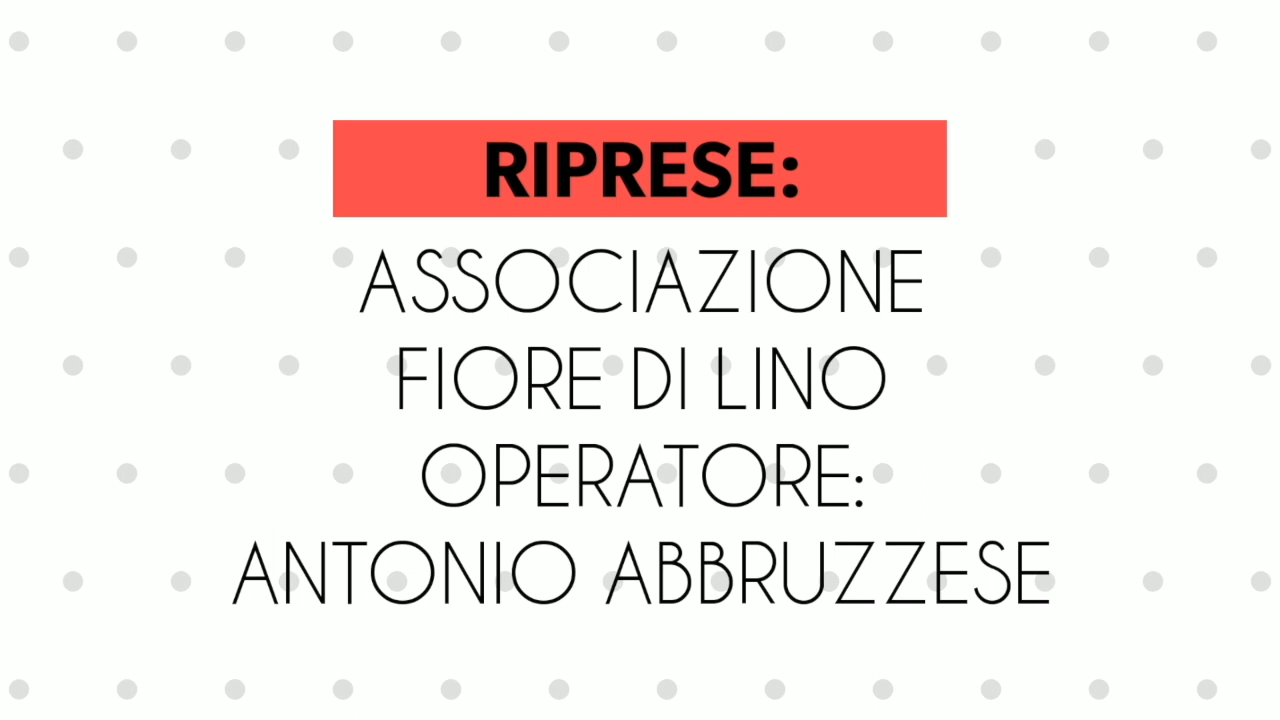 RIPRESE:
ASSOCIAZIONE
FIORE DI LINO
OPERATORE:
ANTONIO ABBRUZZESE